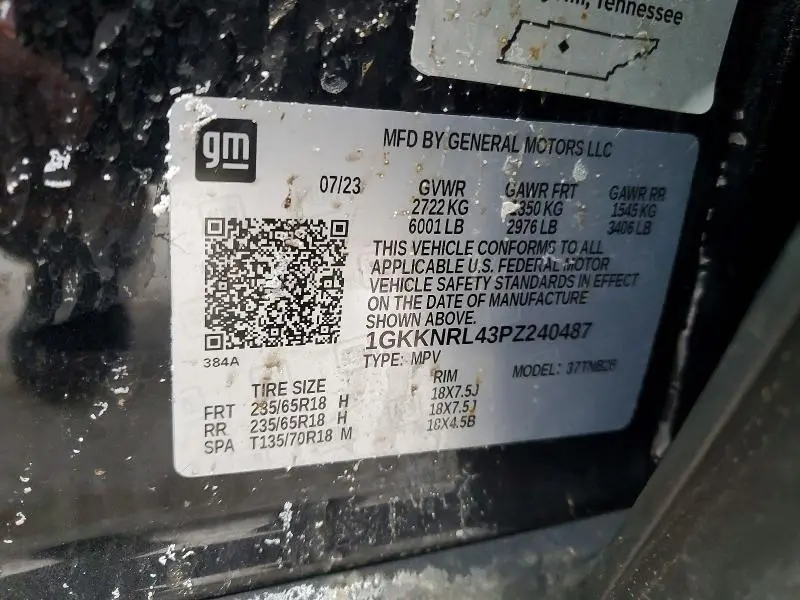 Tennessee
gm
MFD BY GENERAL MOTORS LLC
07/23 GVWR GAWR FRT GAWR RR
2722 KG 1350 KG 1545 KG
6001 LB 2976 LB 3406 LB
THIS VEHICLE CONFORMS TO ALL
APPLICABLE U.S. FEDERAL MOTOR
VEHICLE SAFETY STANDARDS IN EFFECT
ON THE DATE OF MANUFACTURE
SHOWN ABOVE.
1GKKNRL43PZ240487
384A
TYPE: MPV MODEL: 37TNB26
TIRE SIZE RIM
FRT 235/65R18 H 18X7.5J
RR 235/65R18 H 18X7.5J
SPA T135/70R18 M 18X4.5B